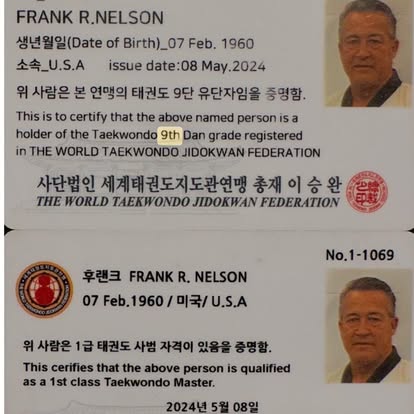 FRANK R.NELSON
생년월일(Date of Birth)_07 Feb. 1960
소속_U.S.A issue date:08 May.2024
위 사람은 본 연맹의 태권도 9단 유단자임을 증명함.
This is to certify that the above named person is a
holder of the Taekwondo 9th Dan grade registered
in THE WORLD TAEKWONDO JIDOKWAN FEDERATION
사단법인 세계태권도지도관연맹 총재 이 승 완
THE WORLD TAEKWONDO JIDOKWAN FEDERATION
No.1-1069
후랜크 FRANK R. NELSON
07 Feb.1960 / 미국/ U.S.A
위 사람은 1급 태권도 사범 자격이 있음을 증명함.
This cerifies that the above person is qualified
as a 1st class Taekwondo Master.
2024년 5월 08일